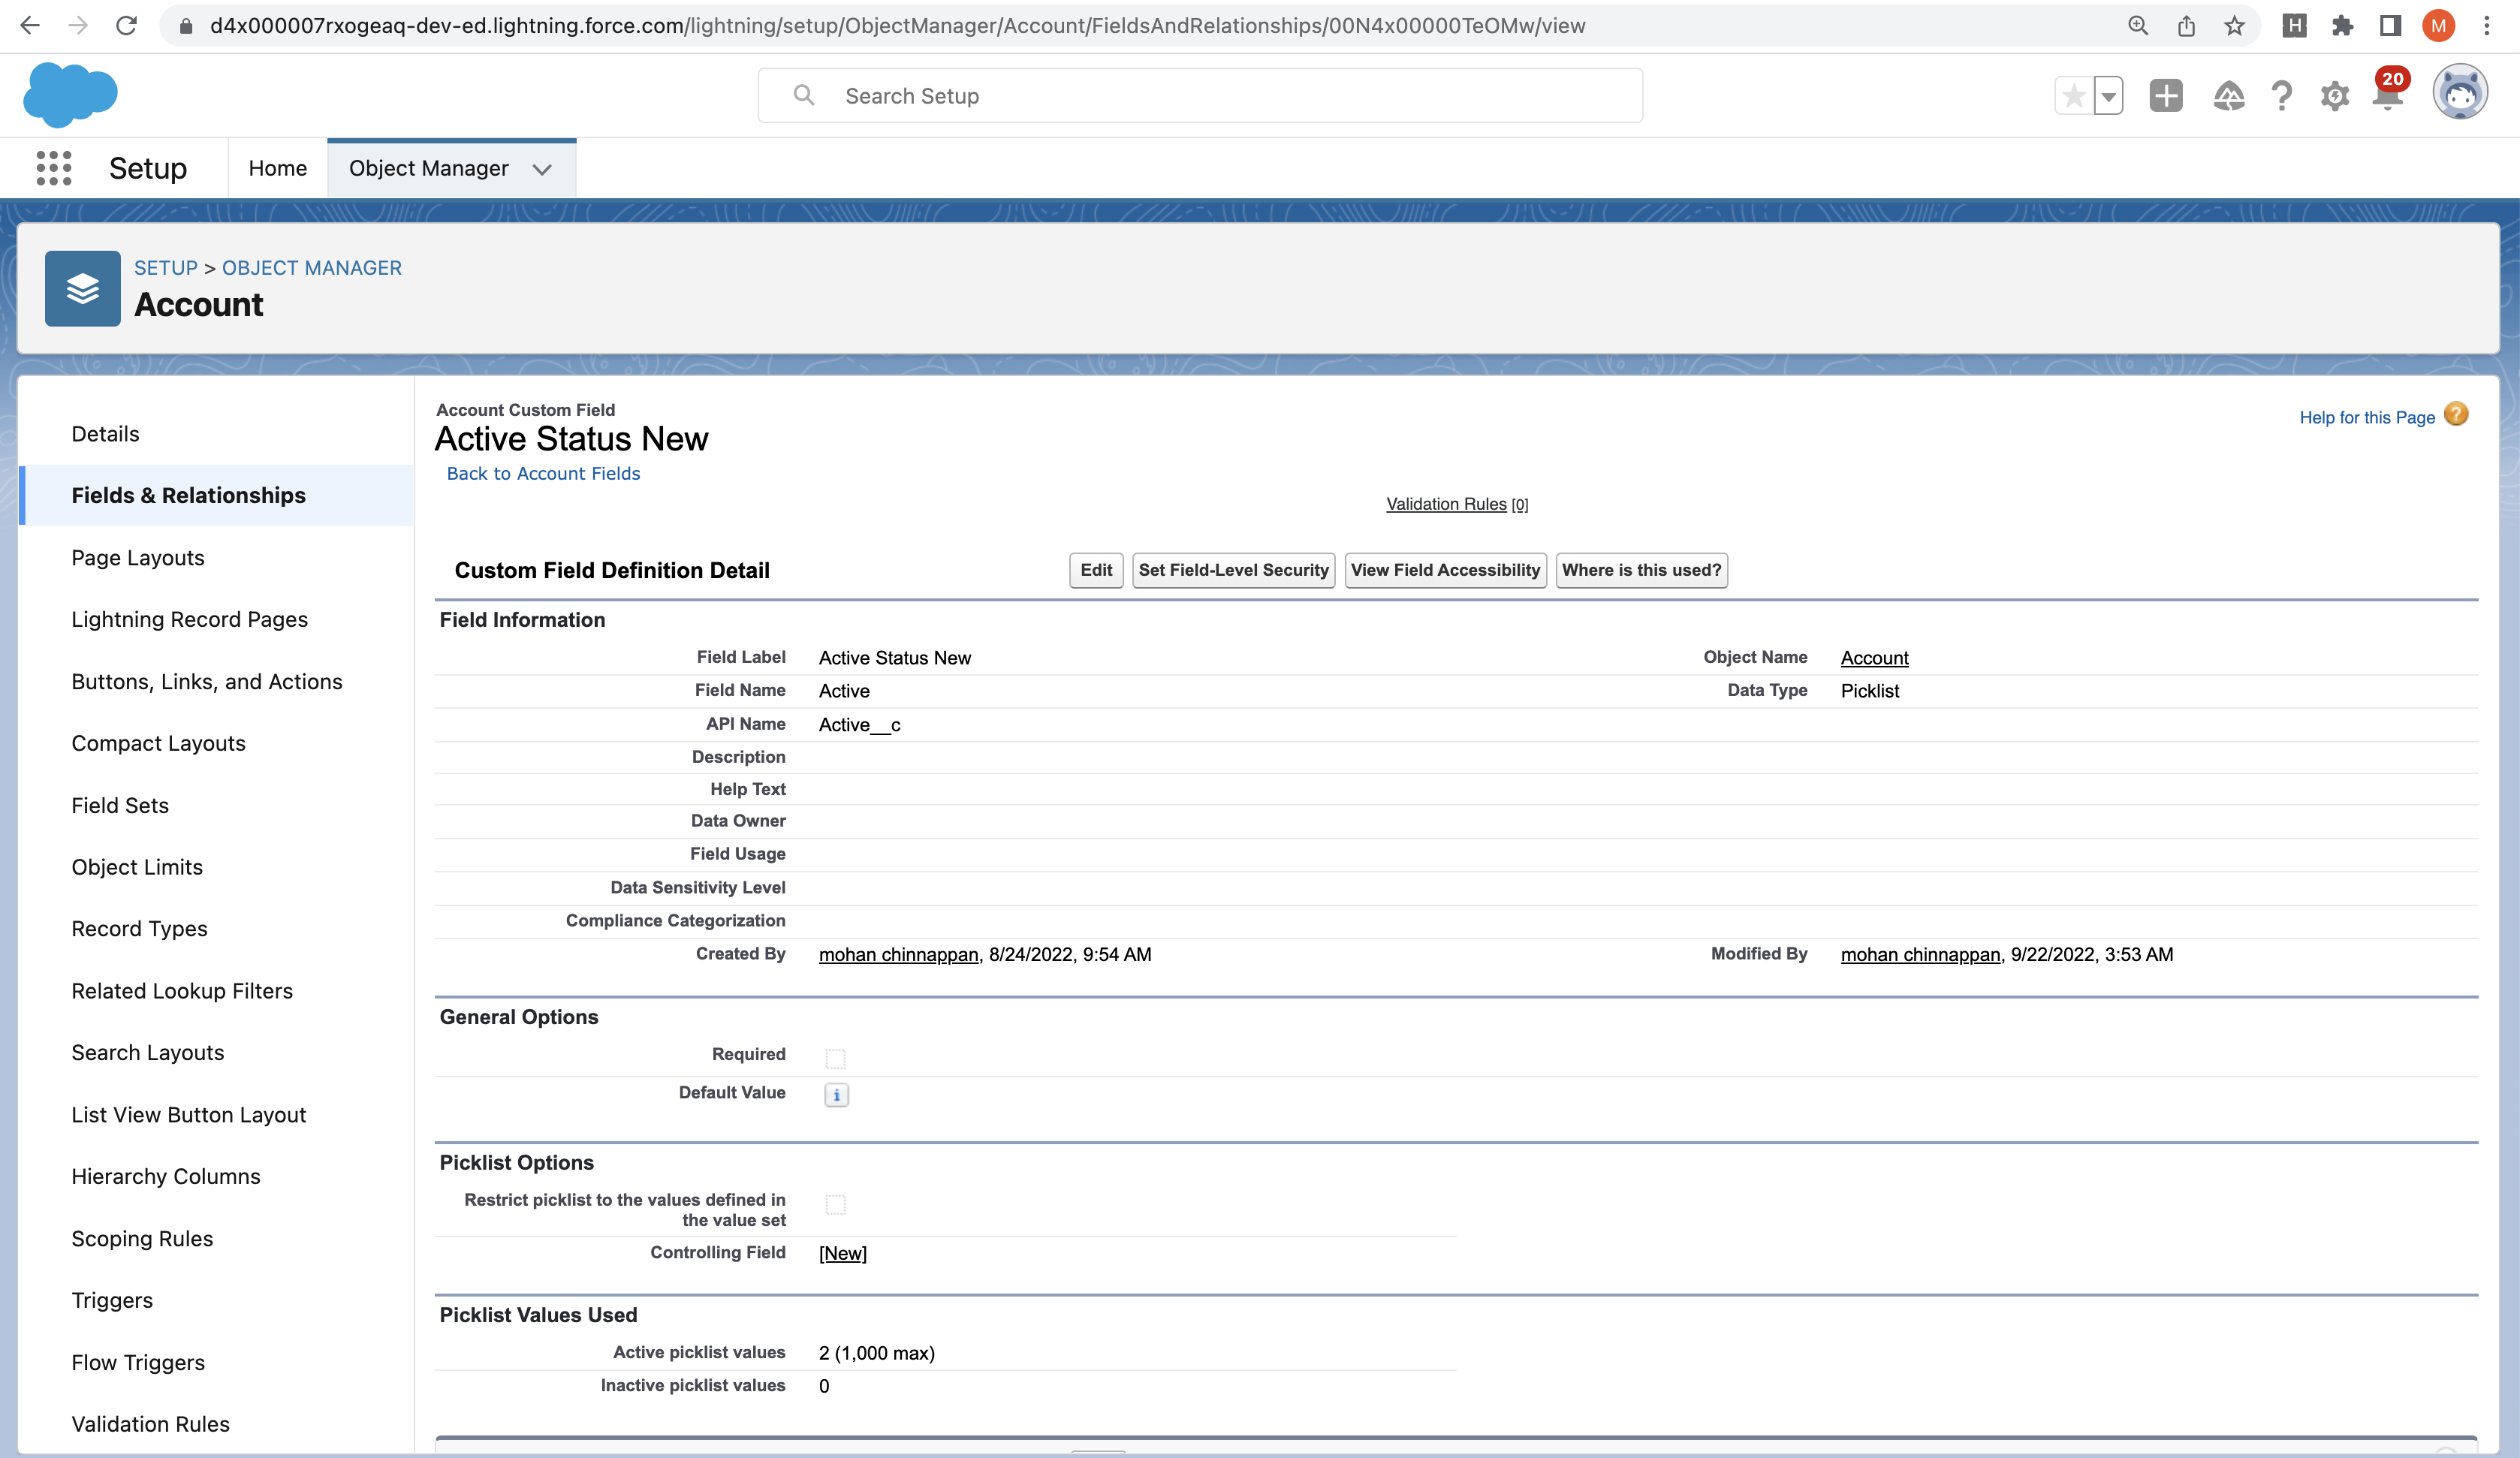 d4x000007rxogeaq-dev-ed.lightning.force.com/lightning/setup/ObjectManager/Account/FieldsAndRelationships/00N4x00000TeOMw/view
H
M
Search Setup
20
Setup
Home
Object Manager
SETUP > OBJECT MANAGER
Account
Details
Fields & Relationships
Page Layouts
Lightning Record Pages
Buttons, Links, and Actions
Compact Layouts
Field Sets
Object Limits
Record Types
Related Lookup Filters
Search Layouts
List View Button Layout
Hierarchy Columns
Scoping Rules
Triggers
Flow Triggers
Validation Rules
Account Custom Field
Active Status New
Back to Account Fields
Help for this Page ?
Validation Rules [0]
Custom Field Definition Detail
Edit
Set Field-Level Security
View Field Accessibility
Where is this used?
Field Information
Field Label Active Status New Object Name Account
Field Name Active Data Type Picklist
API Name Active__c
Description
Help Text
Data Owner
Field Usage
Data Sensitivity Level
Compliance Categorization
Created By mohan chinnappan, 8/24/2022, 9:54 AM Modified By mohan chinnappan, 9/22/2022, 3:53 AM
General Options
Required
Default Value i
Picklist Options
Restrict picklist to the values defined in
the value set
Controlling Field [New]
Picklist Values Used
Active picklist values 2 (1,000 max)
Inactive picklist values 0